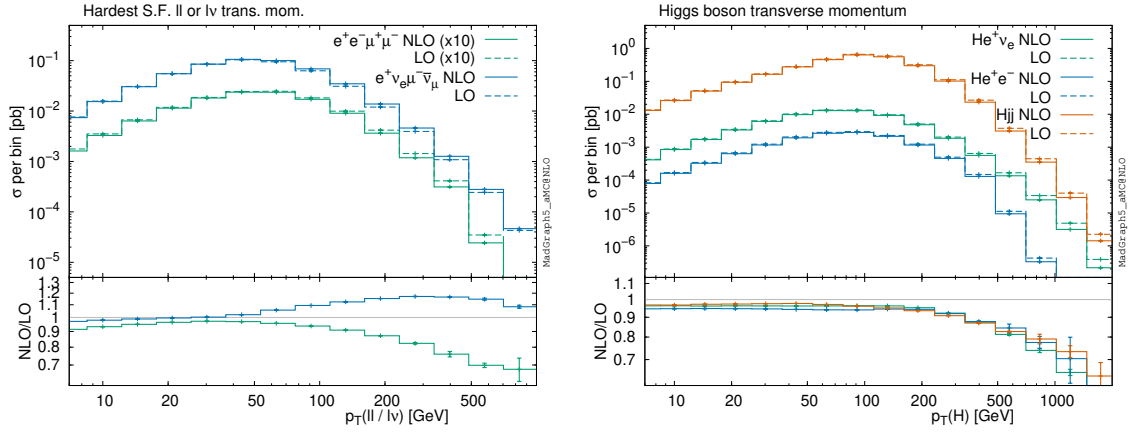 Hardest S.F. ll or lν trans. mom.
e⁺e⁻μ⁺μ⁻ NLO (x10)
LO (x10)
e⁺νₑμ⁻ν̅_μ NLO
LO
σ per bin [pb]
10⁻¹
10⁻²
10⁻³
10⁻⁴
10⁻⁵
MadGraph5_aMC@NLO
NLO/LO
1.3
1.2
1.1
1
0.9
0.8
0.7
10 20 50 100 200 500
p_T(ll / lν) [GeV]
Higgs boson transverse momentum
He⁺νₑ NLO
LO
He⁺e⁻ NLO
LO
Hjj NLO
LO
σ per bin [pb]
10⁰
10⁻¹
10⁻²
10⁻³
10⁻⁴
10⁻⁵
10⁻⁶
MadGraph5_aMC@NLO
NLO/LO
1
0.9
0.8
0.7
10 20 50 100 200 500 1000
p_T(H) [GeV]